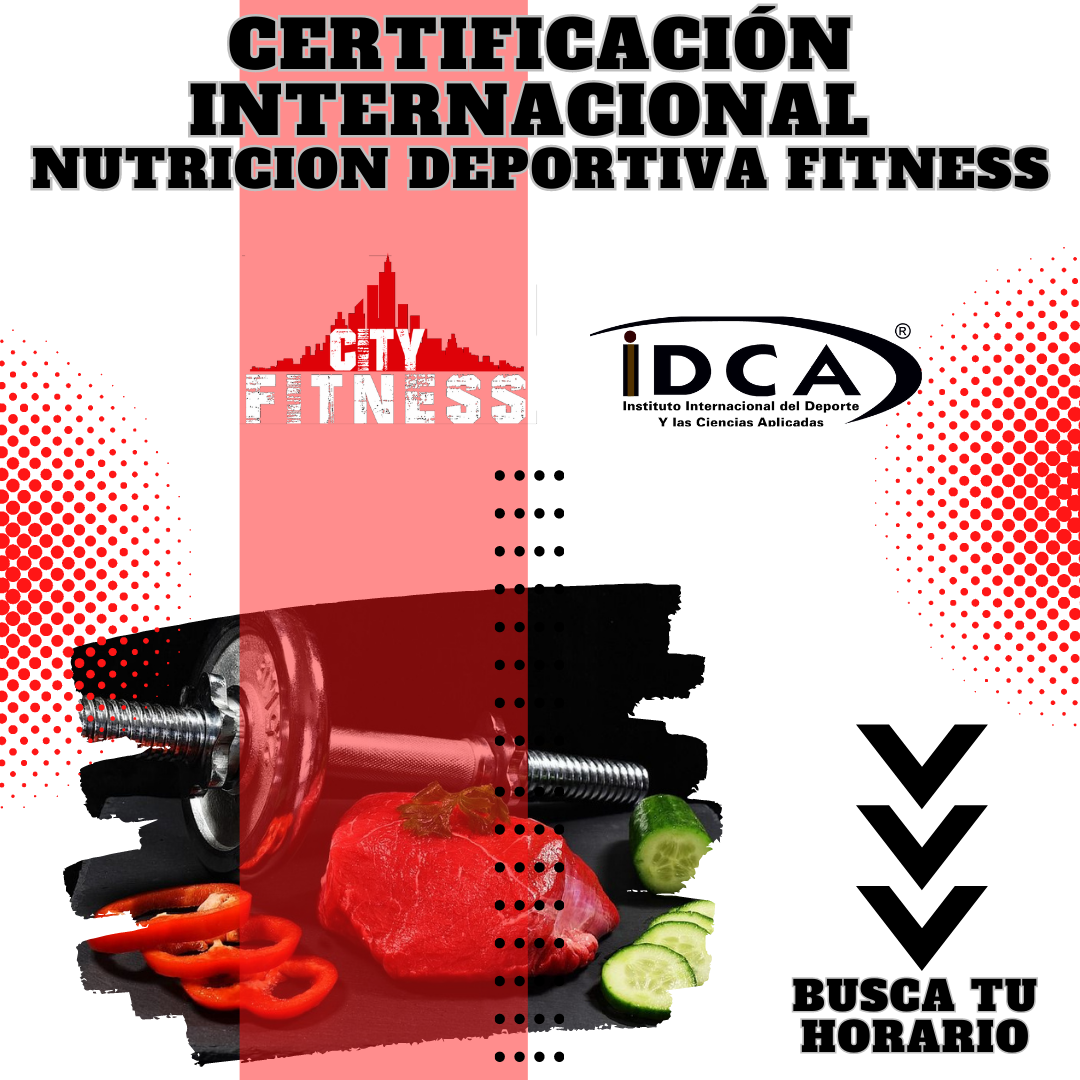 CERTIFICACIÓN
INTERNACIONAL
NUTRICION DEPORTIVA FITNESS
CITY
FITNESS
iDCA®
Instituto Internacional del Deporte
Y las Ciencias Aplicadas
BUSCA TU
HORARIO